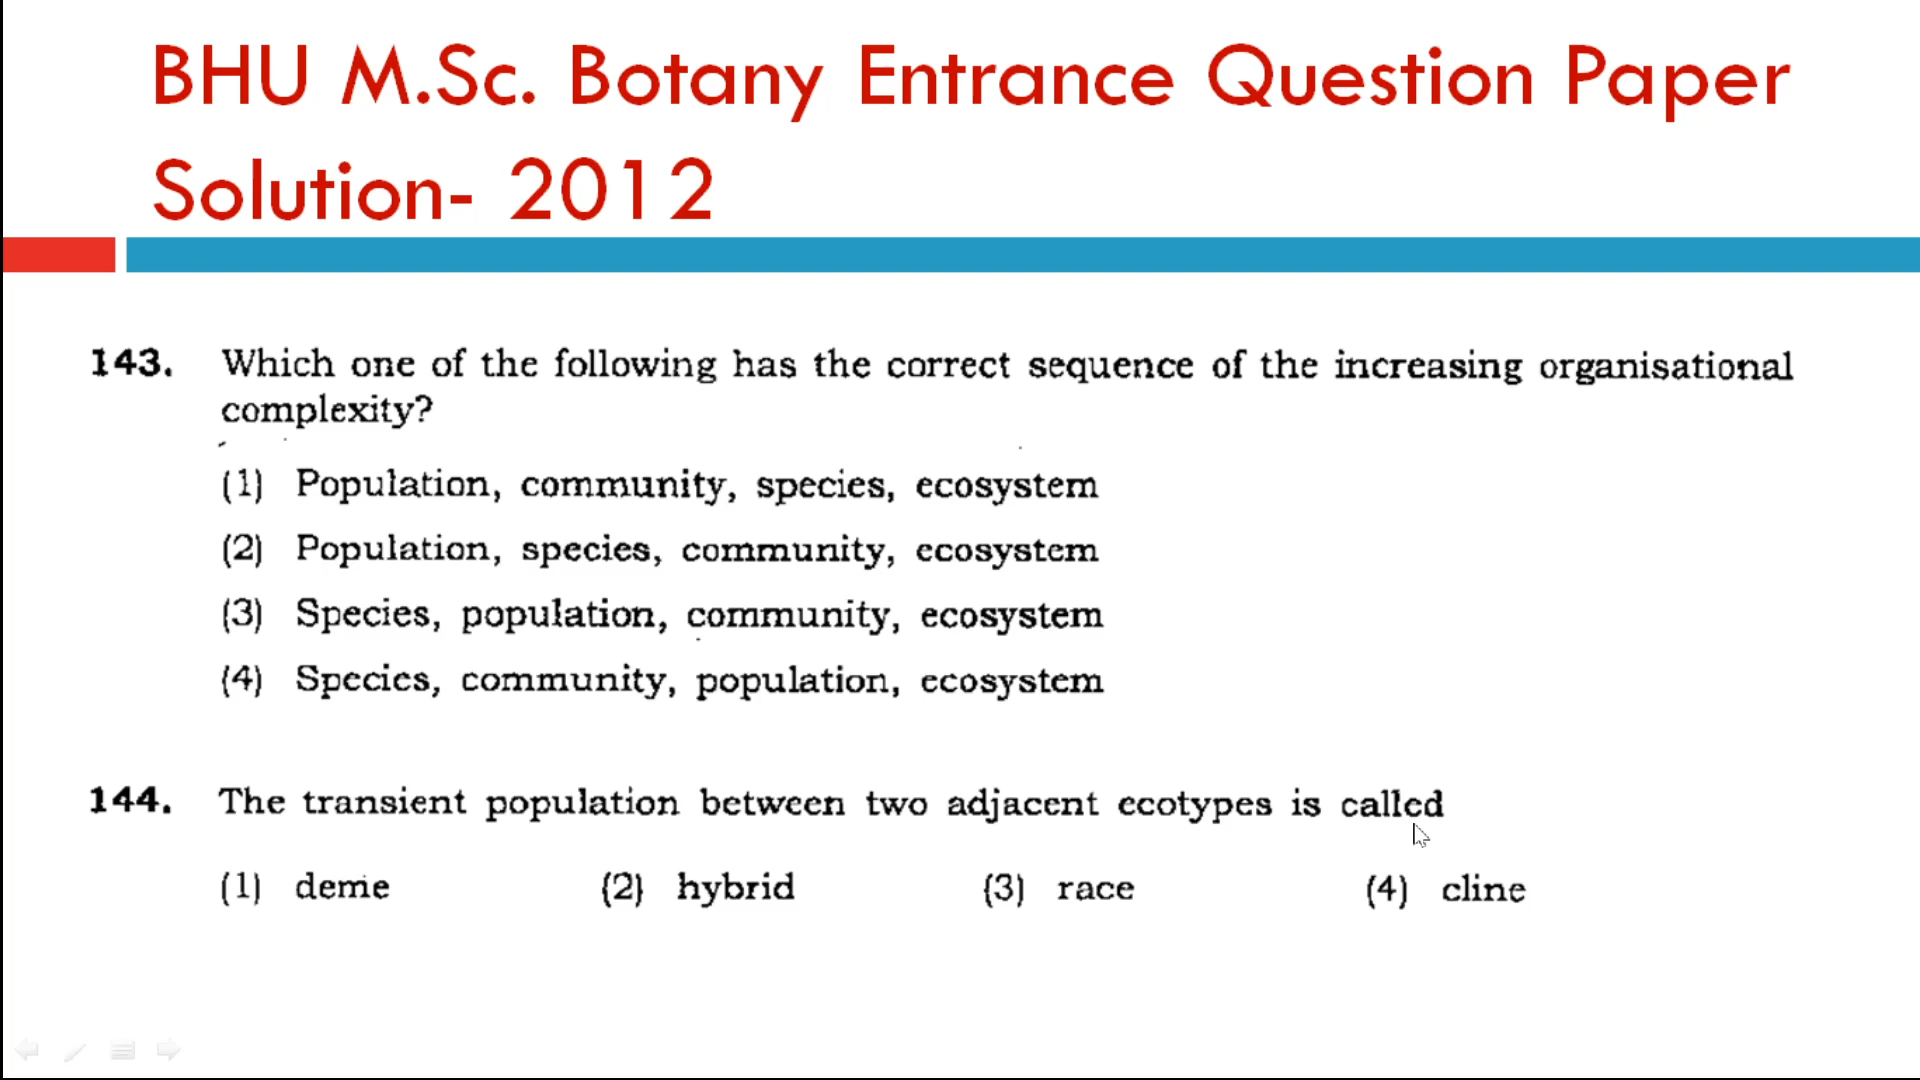 BHU M.Sc. Botany Entrance Question Paper
Solution- 2012
143. Which one of the following has the correct sequence of the increasing organisational
complexity?
(1) Population, community, species, ecosystem
(2) Population, species, community, ecosystem
(3) Species, population, community, ecosystem
(4) Species, community, population, ecosystem
144. The transient population between two adjacent ecotypes is called
(1) deme (2) hybrid (3) race (4) cline